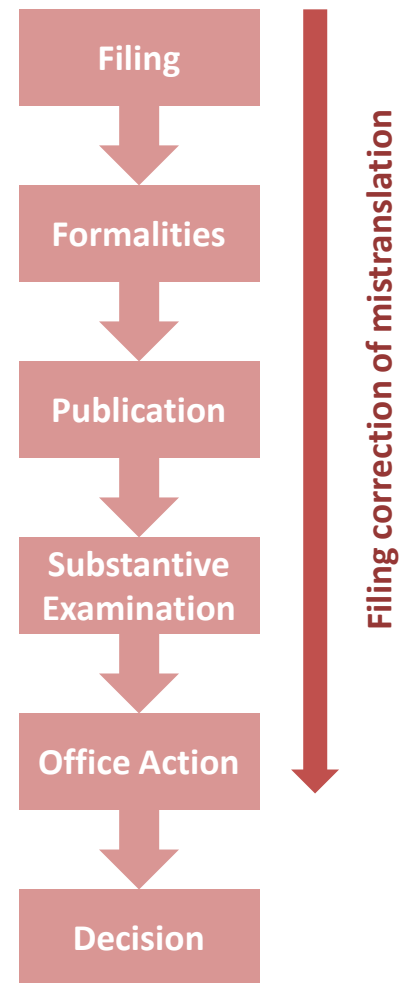 Filing
Formalities
Publication
Substantive
Examination
Office Action
Decision
Filing correction of mistranslation